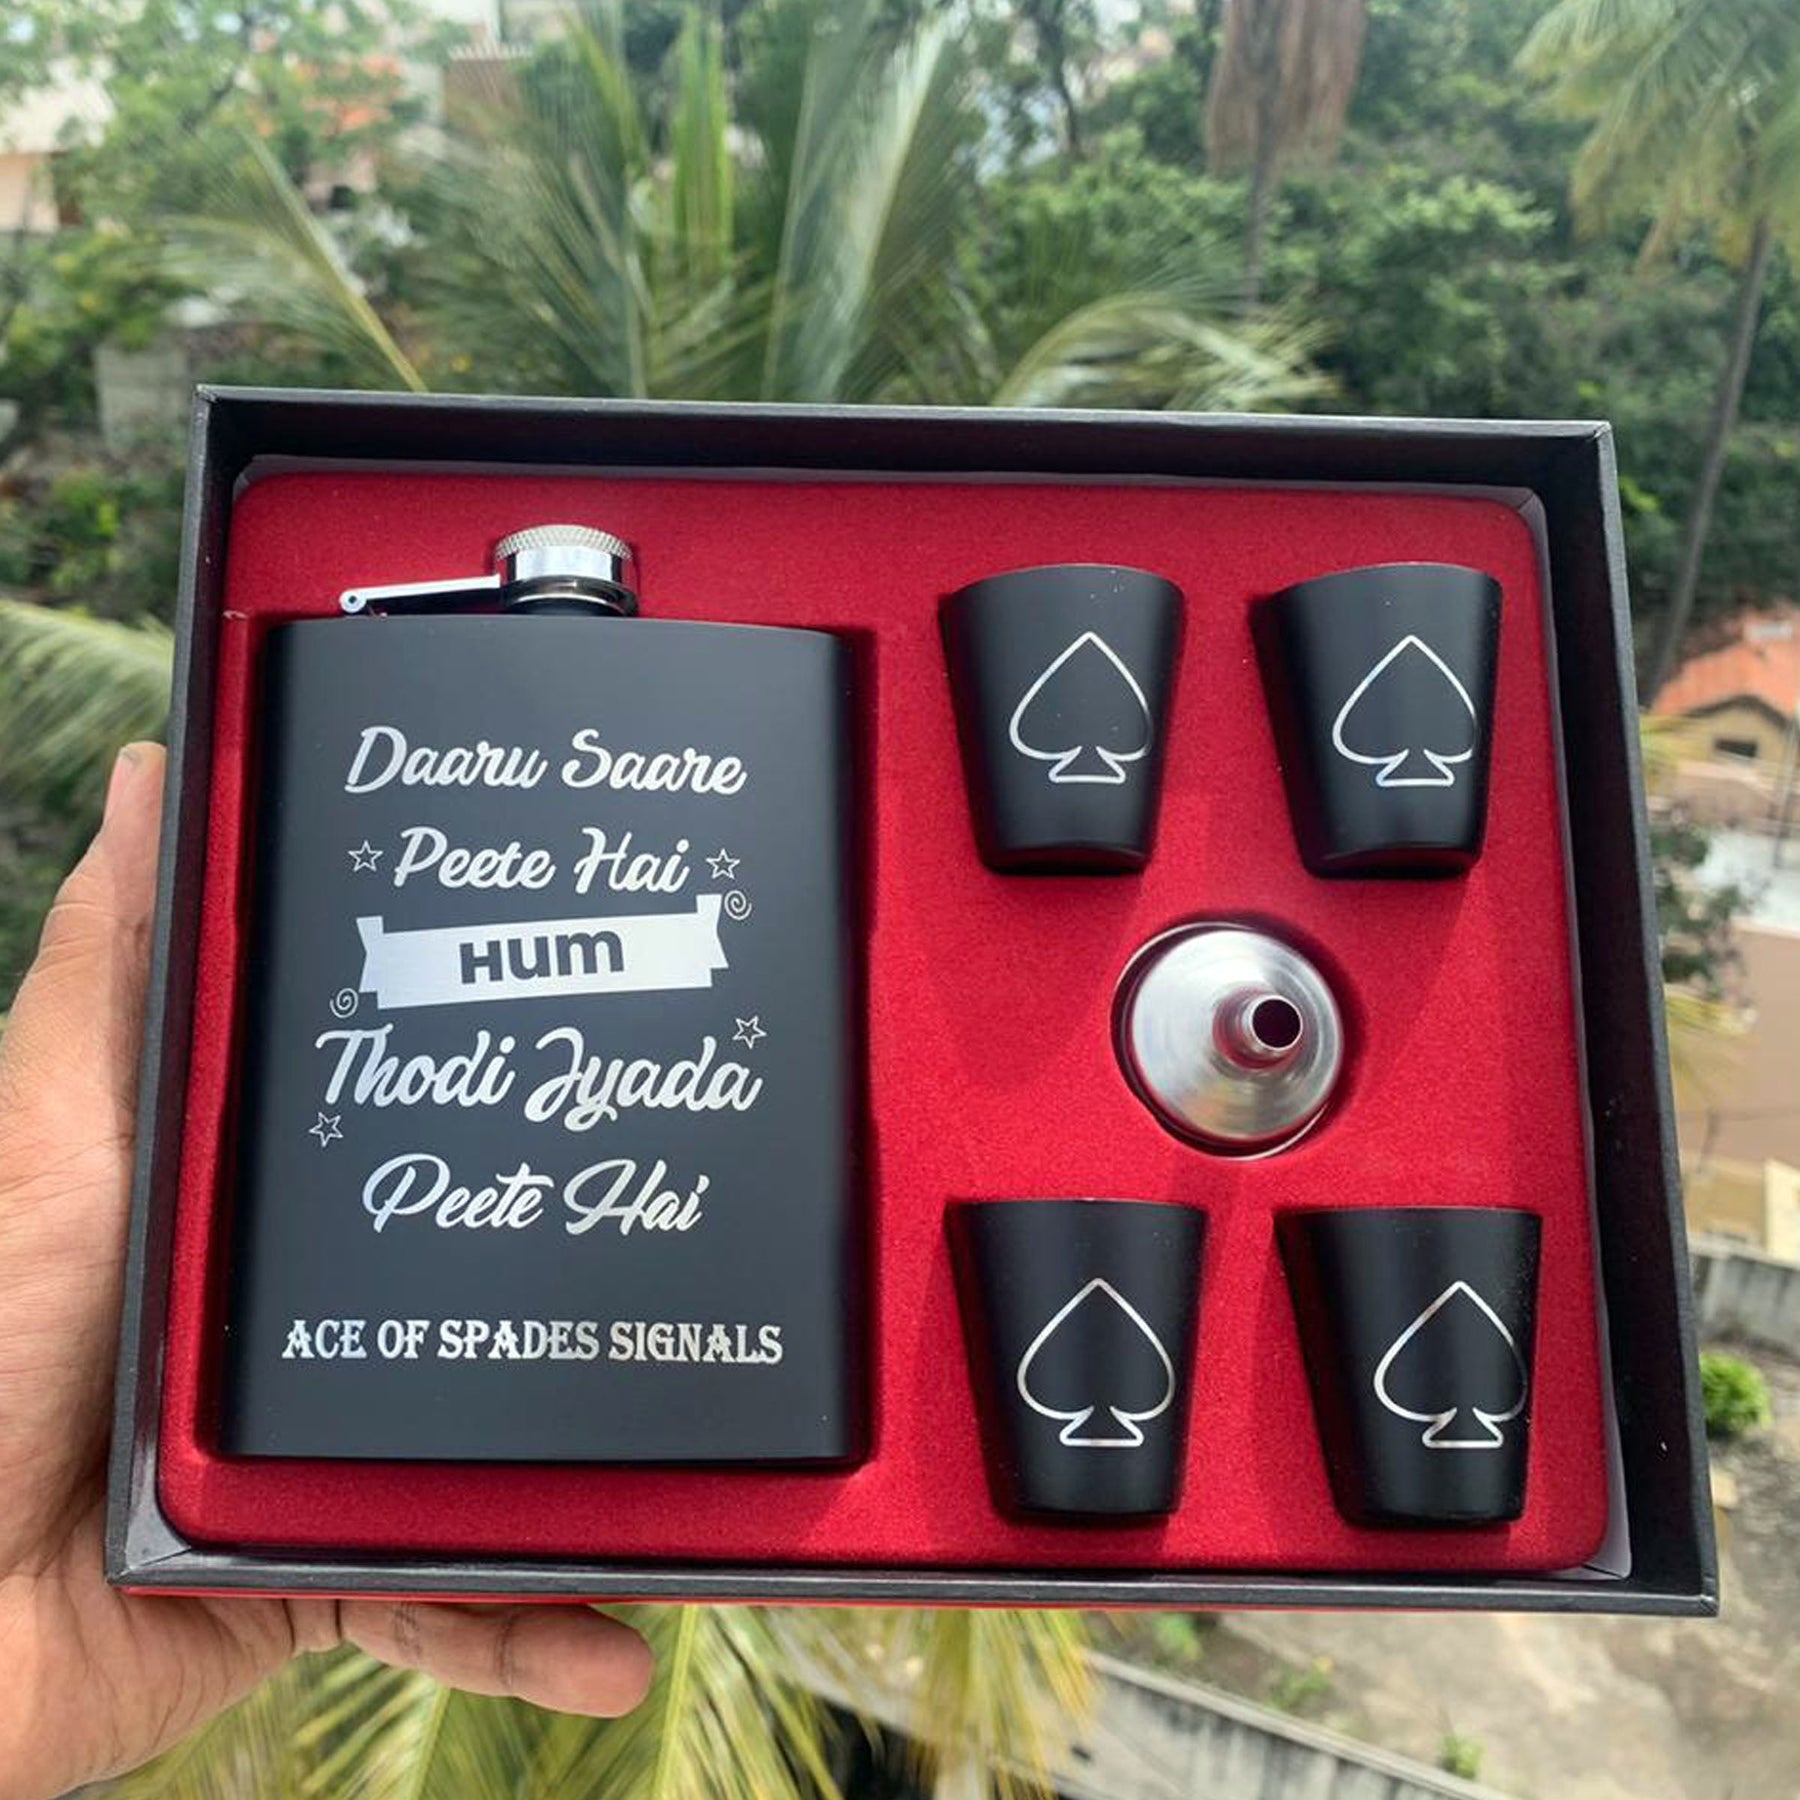 Daaru Saare
Peete Hai
HUM
Thodi Jyada
Peete Hai
ACE OF SPADES SIGNALS